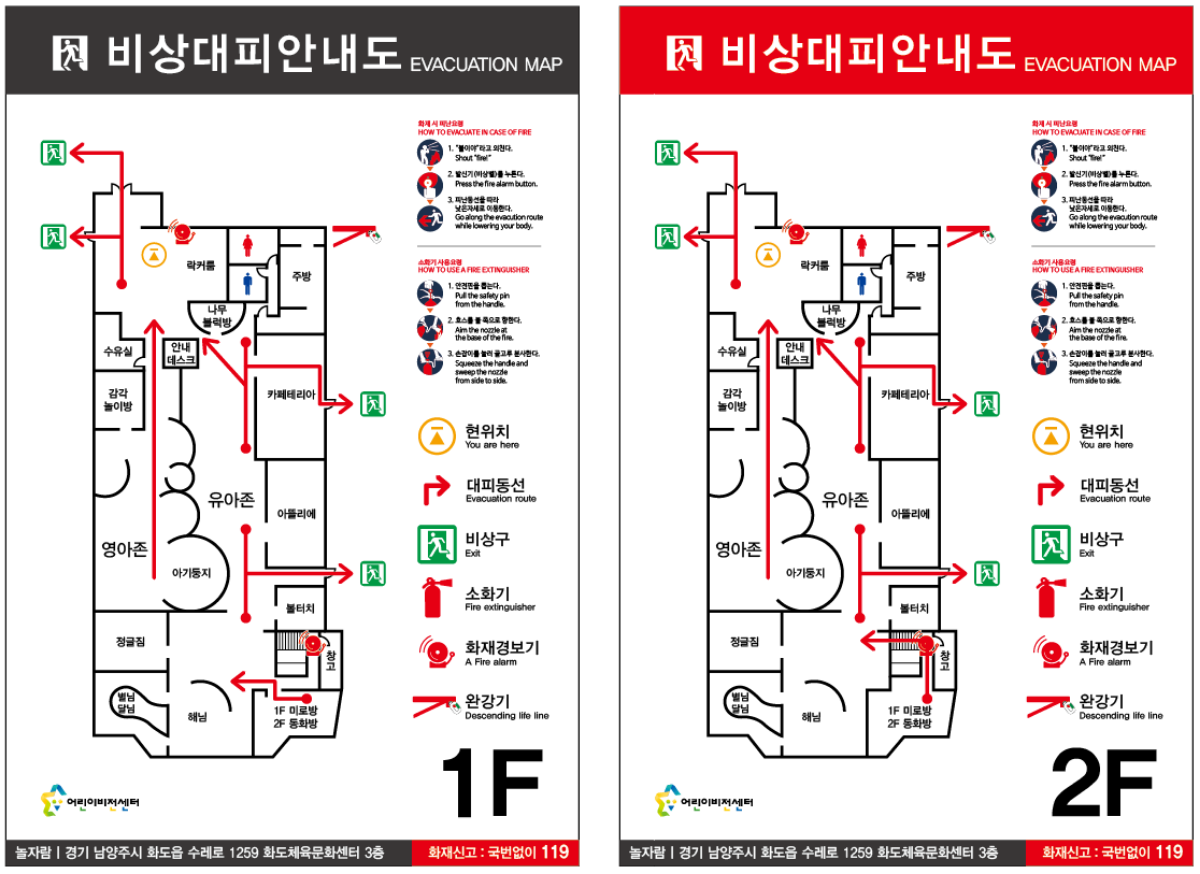 비상대피안내도 EVACUATION MAP
화재 시 피난요령
HOW TO EVACUATE IN CASE OF FIRE
1. "불이야"라고 외친다.
Shout "fire!"
2. 발신기(비상벨)를 누른다.
Press the fire alarm button.
3. 피난동선을 따라
낮은자세로 이동한다.
Go along the evacution route
while lowering your body.
소화기 사용요령
HOW TO USE A FIRE EXTINGUISHER
1. 안전핀을 뽑는다.
Pull the safety pin
from the handle.
2. 호스를 불 쪽으로 향한다.
Aim the nozzle at
the base of the fire.
3. 손잡이를 눌러 골고루 분사한다.
Squeeze the handle and
sweep the nozzle
from side to side.
현위치
You are here
대피동선
Evacuation route
비상구
Exit
소화기
Fire extinguisher
화재경보기
A Fire alarm
완강기
Descending life line
락커룸
주방
나무
블럭방
수유실
안내
데스크
감각
놀이방
카페테리아
유아존
아뜰리에
영아존
아기둥지
볼터치
정글짐
창고
별님
달님
해님
1F 미로방
2F 동화방
1F
어린이비전센터
놀자람 | 경기 남양주시 화도읍 수레로 1259 화도체육문화센터 3층
화재신고 : 국번없이 119
비상대피안내도 EVACUATION MAP
화재 시 피난요령
HOW TO EVACUATE IN CASE OF FIRE
1. "불이야"라고 외친다.
Shout "fire!"
2. 발신기(비상벨)를 누른다.
Press the fire alarm button.
3. 피난동선을 따라
낮은자세로 이동한다.
Go along the evacution route
while lowering your body.
소화기 사용요령
HOW TO USE A FIRE EXTINGUISHER
1. 안전핀을 뽑는다.
Pull the safety pin
from the handle.
2. 호스를 불 쪽으로 향한다.
Aim the nozzle at
the base of the fire.
3. 손잡이를 눌러 골고루 분사한다.
Squeeze the handle and
sweep the nozzle
from side to side.
현위치
You are here
대피동선
Evacuation route
비상구
Exit
소화기
Fire extinguisher
화재경보기
A Fire alarm
완강기
Descending life line
락커룸
주방
나무
블럭방
수유실
안내
데스크
감각
놀이방
카페테리아
유아존
아뜰리에
영아존
아기둥지
볼터치
정글짐
창고
별님
달님
해님
1F 미로방
2F 동화방
2F
어린이비전센터
놀자람 | 경기 남양주시 화도읍 수레로 1259 화도체육문화센터 3층
화재신고 : 국번없이 119